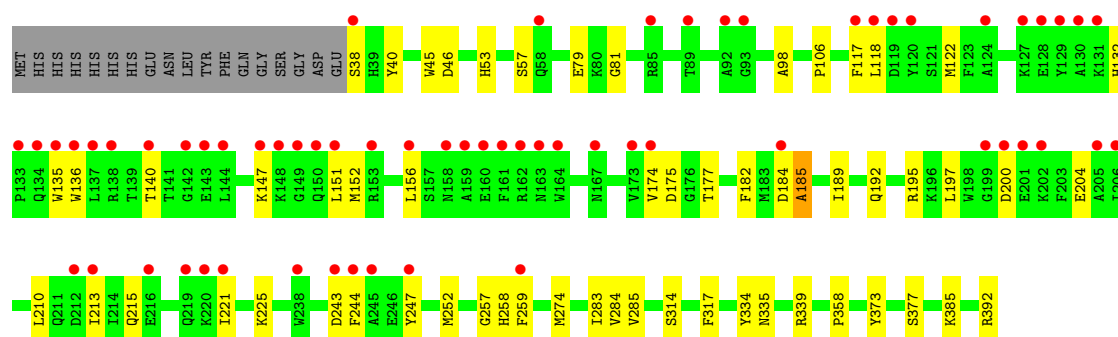 MET HIS HIS HIS HIS HIS HIS GLU ASN LEU TYR PHE GLN GLY SER GLY ASP GLU S38 H39 Y40 W45 D46 H53 S57 Q58 E79 K80 G81 R85 T89 A92 G93 A98 P106 F117 L118 D119 Y120 S121 M122 F123 A124 K127 E128 Y129 A130 K131 H132
P133 Q134 W135 W136 L137 R138 T139 T140 T141 G142 E143 L144 K147 K148 G149 Q150 L151 M152 R153 L156 S157 N158 A159 E160 F161 R162 N163 W164 N167 V173 V174 D175 G176 T177 F182 M183 D184 A185 I189 Q192 R195 K196 L197 W198 G199 D200 E201 K202 F203 E204 A205
L210 Q211 D212 I213 I214 Q215 E216 Q219 K220 I221 K225 W238 D243 F244 A245 E246 Y247 M252 G257 H258 F259 M274 I283 V284 V285 S314 F317 Y334 N335 R339 P358 Y373 S377 K385 R392